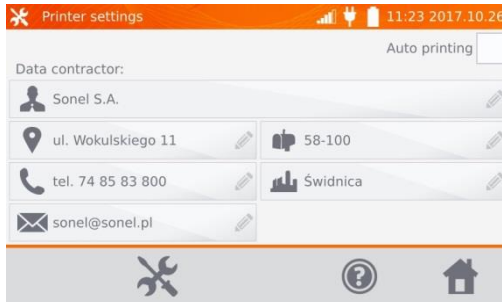 Printer settings 11:23 2017.10.26
Auto printing
Data contractor:
Sonel S.A.
ul. Wokulskiego 11 58-100
tel. 74 85 83 800 Świdnica
sonel@sonel.pl